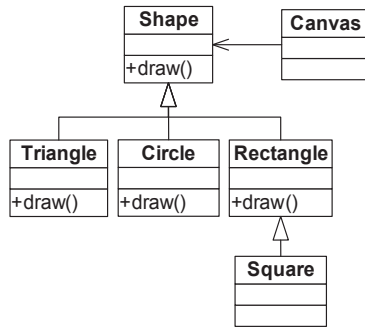 Shape
Canvas
+draw()
Triangle
Circle
Rectangle
+draw()
+draw()
+draw()
Square